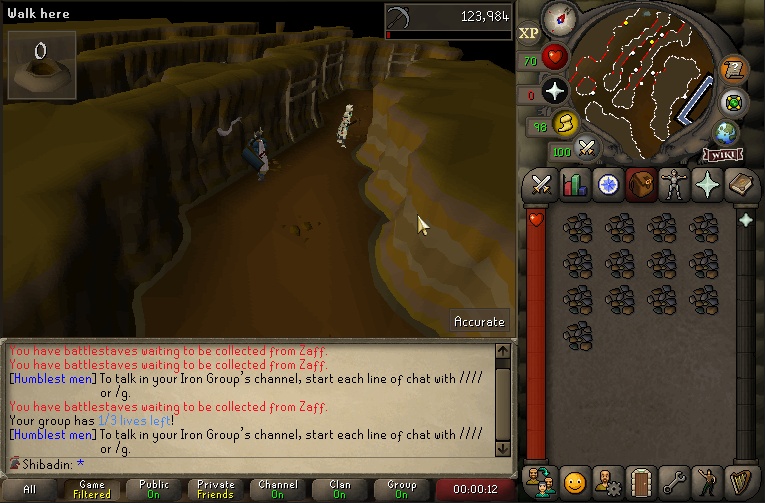 Walk here
0
123,984
XP
70
0
98
100
WIKI
Accurate
You have battlestaves waiting to be collected from Zaff.
You have battlestaves waiting to be collected from Zaff.
[Humblest men] To talk in your Iron Group's channel, start each line of chat with ////
or /g.
You have battlestaves waiting to be collected from Zaff.
Your group has 1/3 lives left!
[Humblest men] To talk in your Iron Group's channel, start each line of chat with ////
or /g.
Shibadin: *
All
Game
Filtered
Public
On
Private
Friends
Channel
On
Clan
On
Group
On
00:00:12